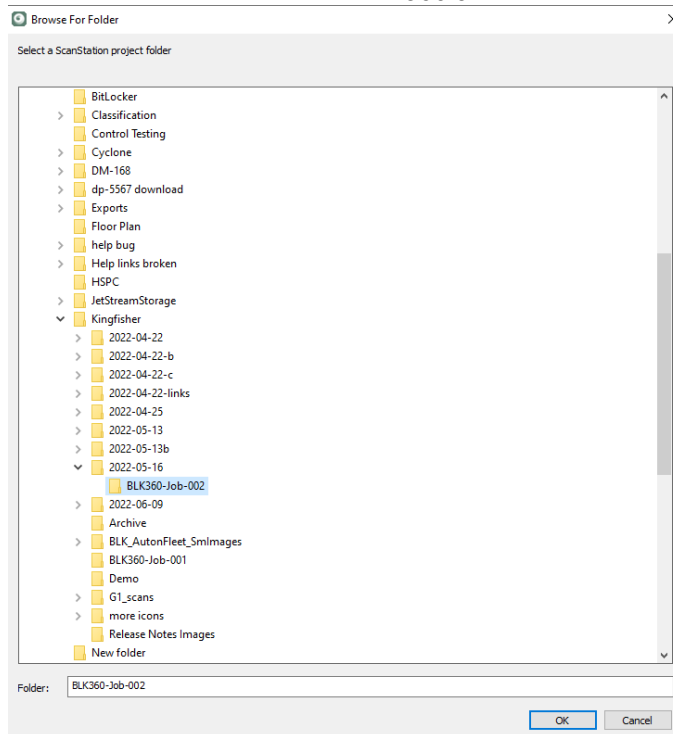 Browse For Folder
Select a ScanStation project folder
BitLocker
Classification
Control Testing
Cyclone
DM-168
dp-5567 download
Exports
Floor Plan
help bug
Help links broken
HSPC
JetStreamStorage
Kingfisher
2022-04-22
2022-04-22-b
2022-04-22-c
2022-04-22-links
2022-04-25
2022-05-13
2022-05-13b
2022-05-16
BLK360-Job-002
2022-06-09
Archive
BLK_AutonFleet_SmImages
BLK360-Job-001
Demo
G1_scans
more icons
Release Notes Images
New folder
Folder: BLK360-Job-002
OK Cancel